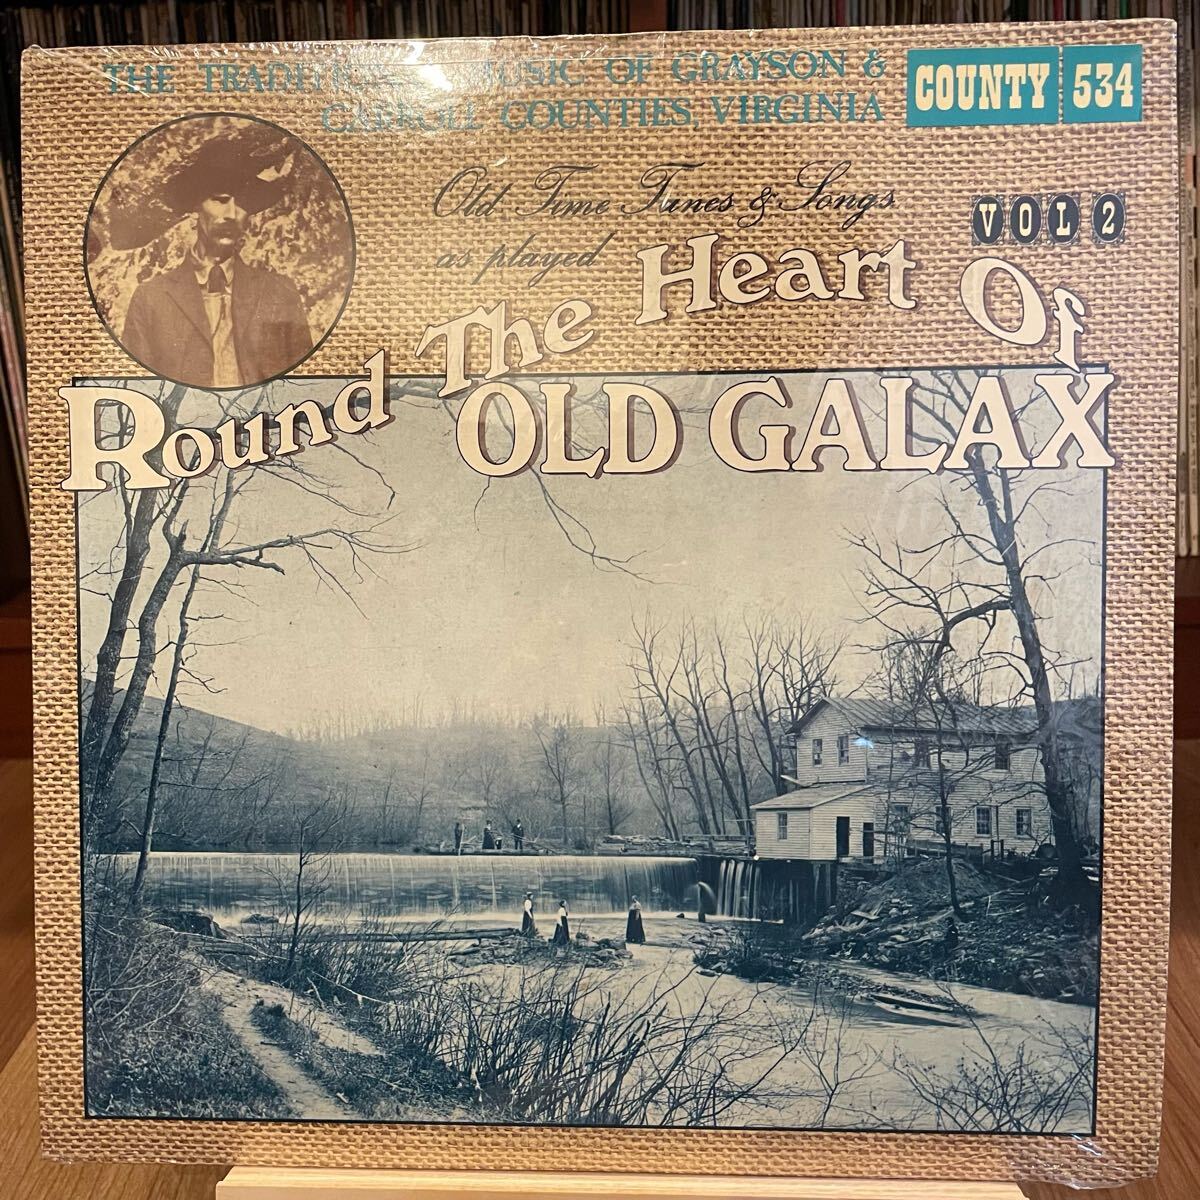 THE TRADITIONAL MUSIC OF GRAYSON &
CARROLL COUNTIES, VIRGINIA
COUNTY 534
Old Time Tunes & Songs
as played
VOL 2
Round The Heart Of
OLD GALAX